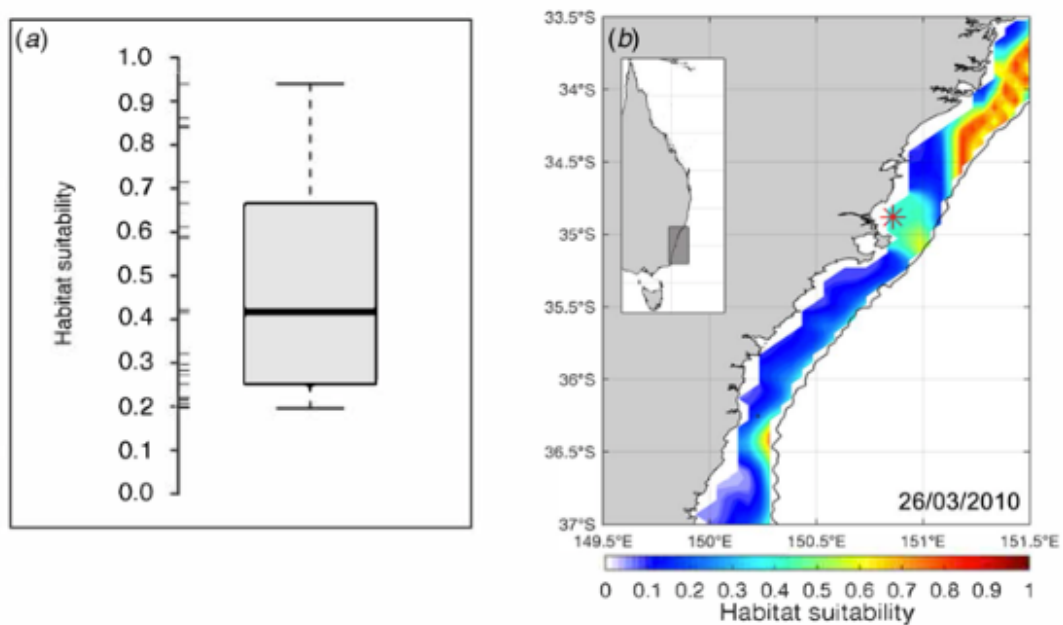 (a)
1.0
0.9
0.8
0.7
0.6
0.5
0.4
0.3
0.2
0.1
0.0
Habitat suitability
(b)
33.5°S
34°S
34.5°S
35°S
35.5°S
36°S
36.5°S
37°S
26/03/2010
149.5°E 150°E 150.5°E 151°E 151.5°E
0 0.1 0.2 0.3 0.4 0.5 0.6 0.7 0.8 0.9 1
Habitat suitability